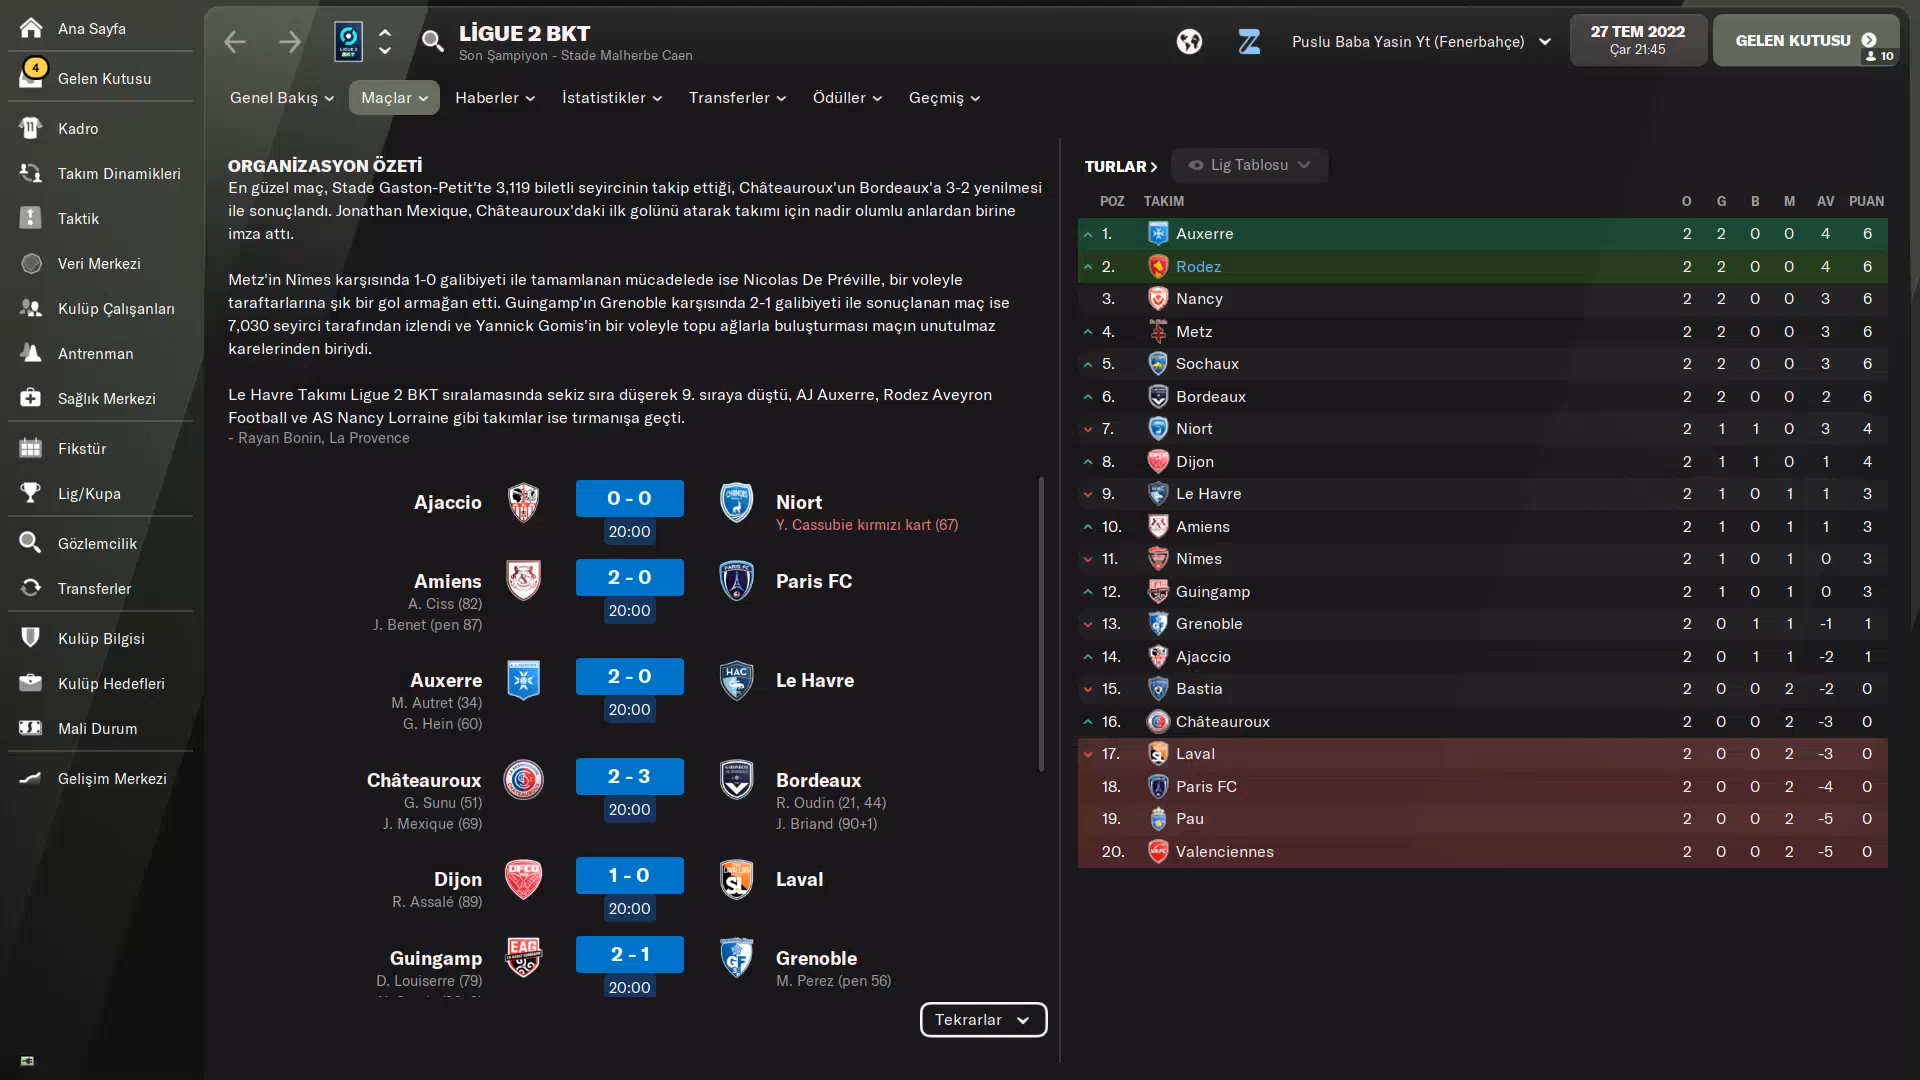 Ana Sayfa
4
Gelen Kutusu
Kadro
Takım Dinamikleri
Taktik
Veri Merkezi
Kulüp Çalışanları
Antrenman
Sağlık Merkezi
Fikstür
Lig/Kupa
Gözlemcilik
Transferler
Kulüp Bilgisi
Kulüp Hedefleri
Mali Durum
Gelişim Merkezi
LİGUE 2 BKT
Son Şampiyon - Stade Malherbe Caen
Puslu Baba Yasin Yt (Fenerbahçe)
27 TEM 2022
Çar 21:45
GELEN KUTUSU
10
Genel Bakış Maçlar Haberler İstatistikler Transferler Ödüller Geçmiş
ORGANİZASYON ÖZETİ
En güzel maç, Stade Gaston-Petit'te 3,119 biletli seyircinin takip ettiği, Châteauroux'un Bordeaux'a 3-2 yenilmesi
ile sonuçlandı. Jonathan Mexique, Châteauroux'daki ilk golünü atarak takımı için nadir olumlu anlardan birine
imza attı.
Metz'in Nîmes karşısında 1-0 galibiyeti ile tamamlanan mücadelede ise Nicolas De Préville, bir voleyle
taraftarlarına şık bir gol armağan etti. Guingamp'ın Grenoble karşısında 2-1 galibiyeti ile sonuçlanan maç ise
7,030 seyirci tarafından izlendi ve Yannick Gomis'in bir voleyle topu ağlarla buluşturması maçın unutulmaz
karelerinden biriydi.
Le Havre Takımı Ligue 2 BKT sıralamasında sekiz sıra düşerek 9. sıraya düştü, AJ Auxerre, Rodez Aveyron
Football ve AS Nancy Lorraine gibi takımlar ise tırmanışa geçti.
- Rayan Bonin, La Provence
Ajaccio 0 - 0 Niort
Y. Cassubie kırmızı kart (67)
20:00
Amiens 2 - 0 Paris FC
A. Ciss (82)
20:00
J. Benet (pen 87)
Auxerre 2 - 0 Le Havre
M. Autret (34)
20:00
G. Hein (60)
Châteauroux 2 - 3 Bordeaux
G. Sunu (51) R. Oudin (21, 44)
20:00
J. Mexique (69) J. Briand (90+1)
Dijon 1 - 0 Laval
R. Assalé (89)
20:00
Guingamp 2 - 1 Grenoble
D. Louiserre (79) M. Perez (pen 56)
20:00
Tekrarlar
TURLAR Lig Tablosu
POZ TAKIM O G B M AV PUAN
1. Auxerre 2 2 0 0 4 6
2. Rodez 2 2 0 0 4 6
3. Nancy 2 2 0 0 3 6
4. Metz 2 2 0 0 3 6
5. Sochaux 2 2 0 0 3 6
6. Bordeaux 2 2 0 0 2 6
7. Niort 2 1 1 0 3 4
8. Dijon 2 1 1 0 1 4
9. Le Havre 2 1 0 1 1 3
10. Amiens 2 1 0 1 1 3
11. Nîmes 2 1 0 1 0 3
12. Guingamp 2 1 0 1 0 3
13. Grenoble 2 0 1 1 -1 1
14. Ajaccio 2 0 1 1 -2 1
15. Bastia 2 0 0 2 -2 0
16. Châteauroux 2 0 0 2 -3 0
17. Laval 2 0 0 2 -3 0
18. Paris FC 2 0 0 2 -4 0
19. Pau 2 0 0 2 -5 0
20. Valenciennes 2 0 0 2 -5 0